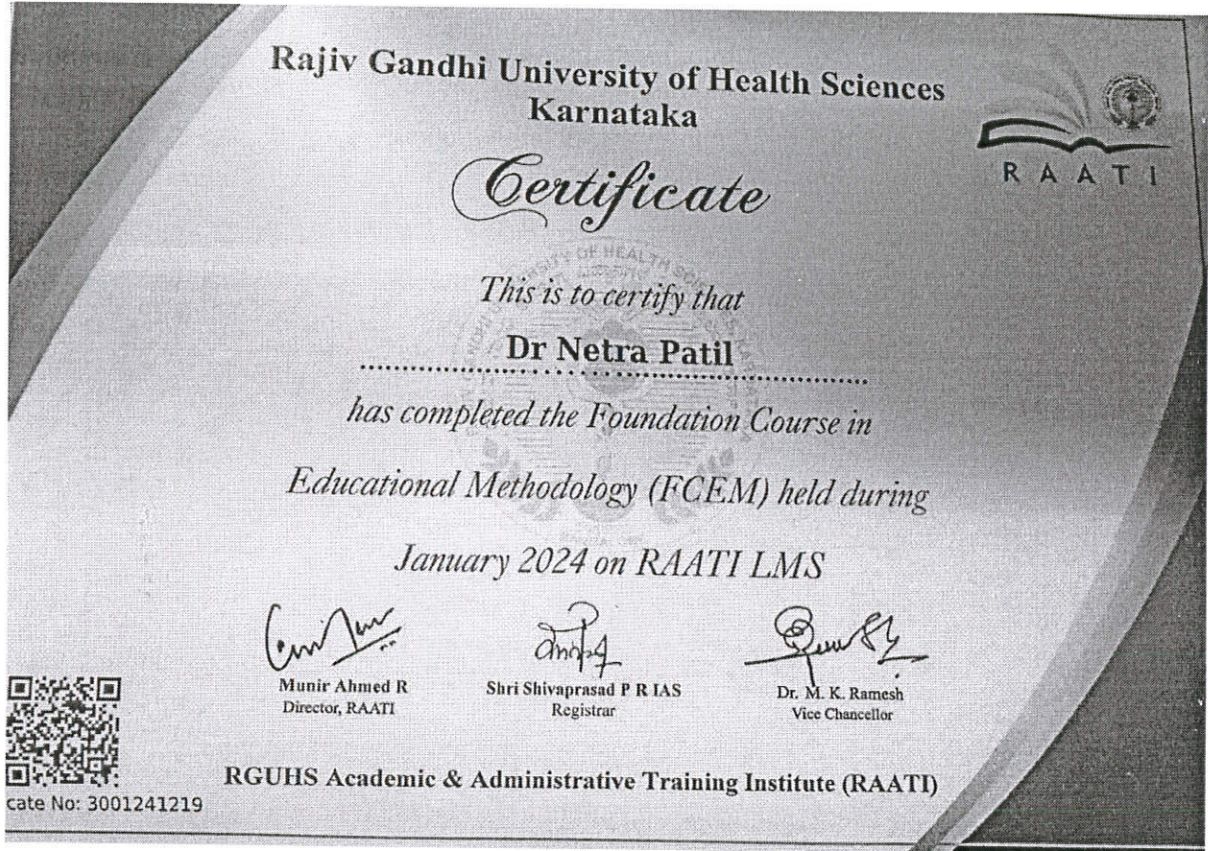 Rajiv Gandhi University of Health Sciences
Karnataka
RAATI
Certificate
This is to certify that
Dr Netra Patil
has completed the Foundation Course in
Educational Methodology (FCEM) held during
January 2024 on RAATI LMS
Munir Ahmed R
Director, RAATI
Shri Shivaprasad P R IAS
Registrar
Dr. M. K. Ramesh
Vice Chancellor
RGUHS Academic & Administrative Training Institute (RAATI)
cate No: 3001241219